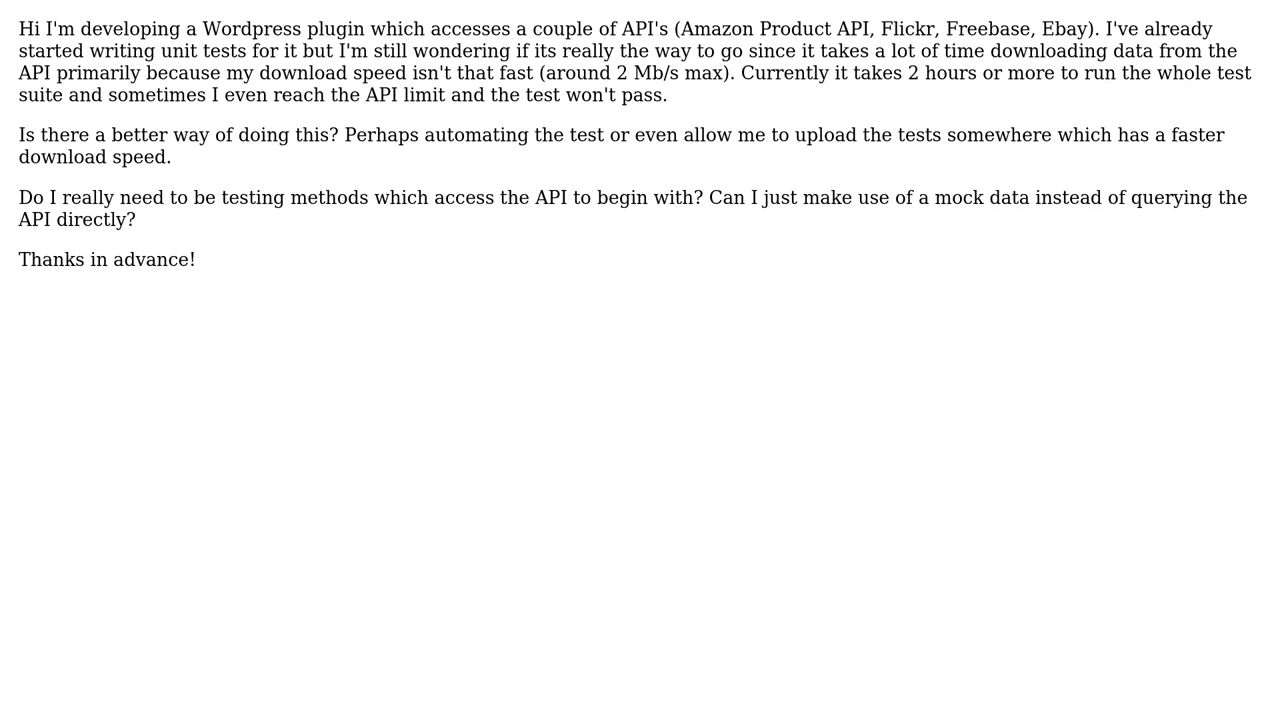 Hi I'm developing a Wordpress plugin which accesses a couple of API's (Amazon Product API, Flickr, Freebase, Ebay). I've already
started writing unit tests for it but I'm still wondering if its really the way to go since it takes a lot of time downloading data from the
API primarily because my download speed isn't that fast (around 2 Mb/s max). Currently it takes 2 hours or more to run the whole test
suite and sometimes I even reach the API limit and the test won't pass.
Is there a better way of doing this? Perhaps automating the test or even allow me to upload the tests somewhere which has a faster
download speed.
Do I really need to be testing methods which access the API to begin with? Can I just make use of a mock data instead of querying the
API directly?
Thanks in advance!